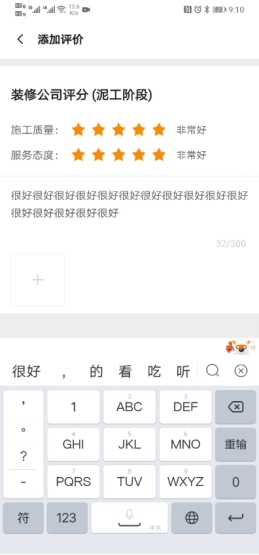 13.6
K/s
9:10
添加评价
装修公司评分 (泥工阶段)
施工质量： 非常好
服务态度： 非常好
很好很好很好很好很好很好很好很好很好很好很好
很好很好很好很好很好
32/300
很好 ， 的 看 吃 听
， 1 ABC DEF
。
? GHI JKL MNO 重输
- PQRS TUV WXYZ 0
符 123 中文